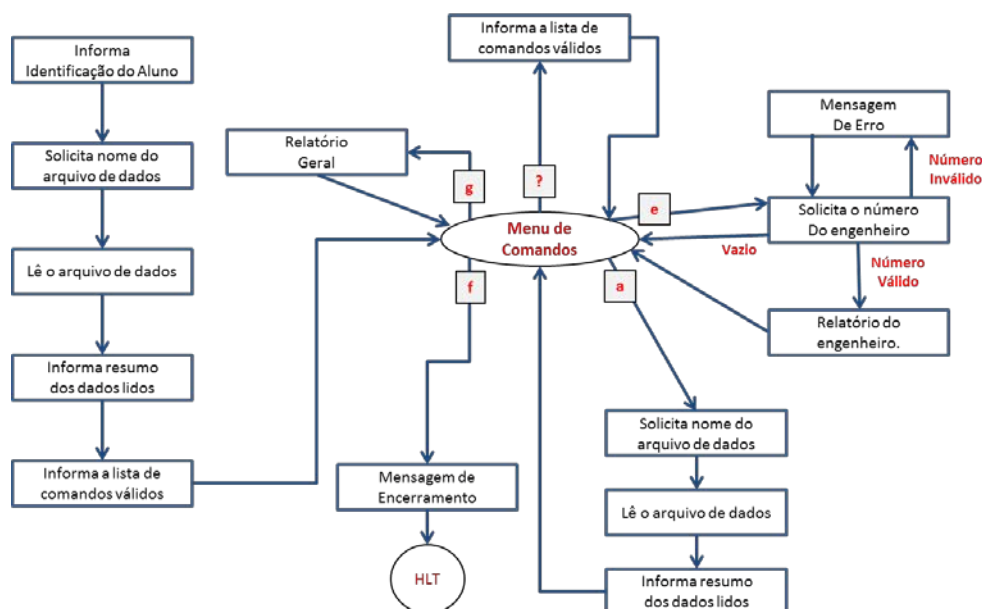 Informa
Identificação do Aluno
Solicita nome do
arquivo de dados
Lê o arquivo de dados
Informa resumo
dos dados lidos
Informa a lista de
comandos válidos
Relatório
Geral
g
Informa a lista de
comandos válidos
?
Menu de
Comandos
e
Mensagem
De Erro
Número
Inválido
Solicita o número
Do engenheiro
Vazio
Número
Válido
Relatório do
engenheiro.
f
Mensagem de
Encerramento
HLT
a
Solicita nome do
arquivo de dados
Lê o arquivo de dados
Informa resumo
dos dados lidos